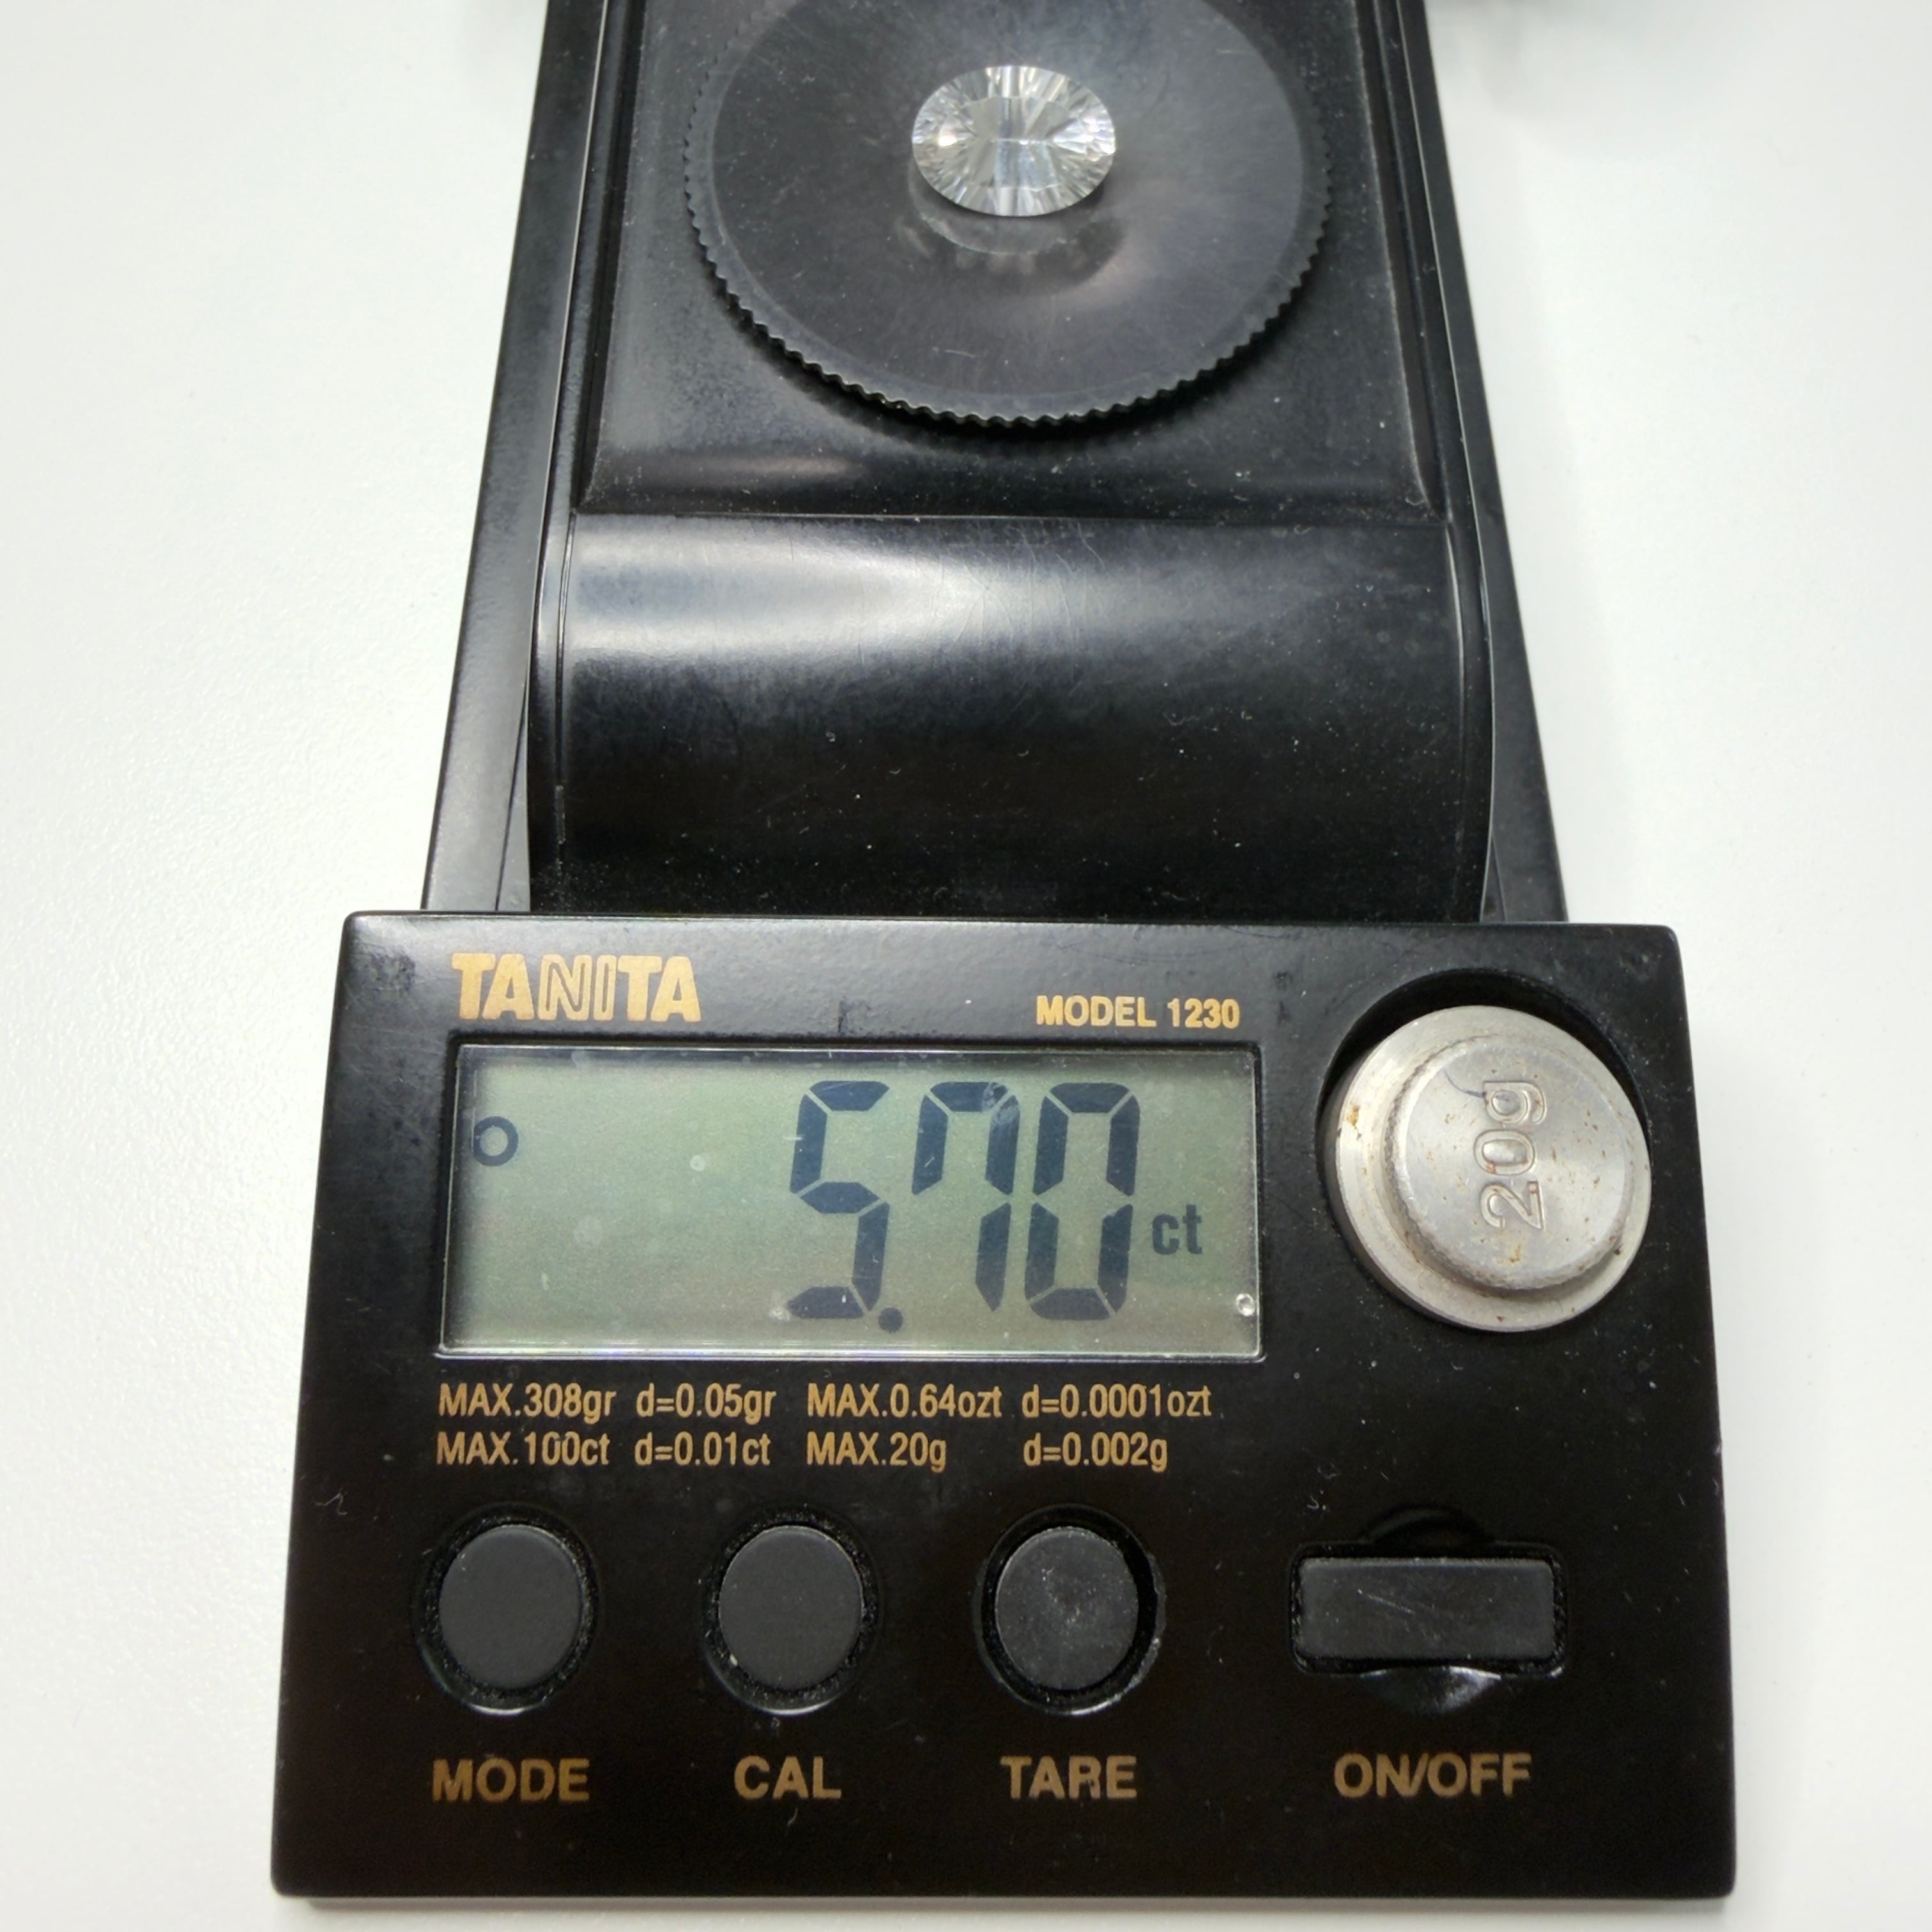 TANITA
MODEL 1230
5.70 ct
20g
MAX.308gr d=0.05gr MAX.0.64ozt d=0.0001ozt
MAX.100ct d=0.01ct MAX.20g d=0.002g
MODE CAL TARE ON/OFF